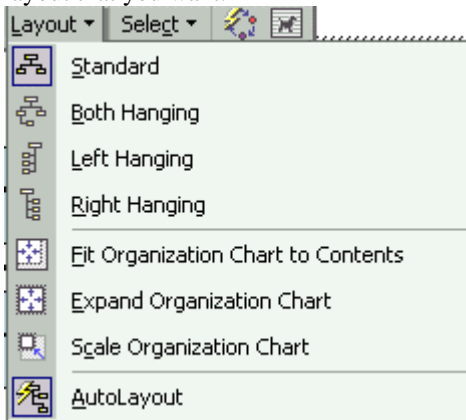 Layout Select
Standard
Both Hanging
Left Hanging
Right Hanging
Fit Organization Chart to Contents
Expand Organization Chart
Scale Organization Chart
AutoLayout